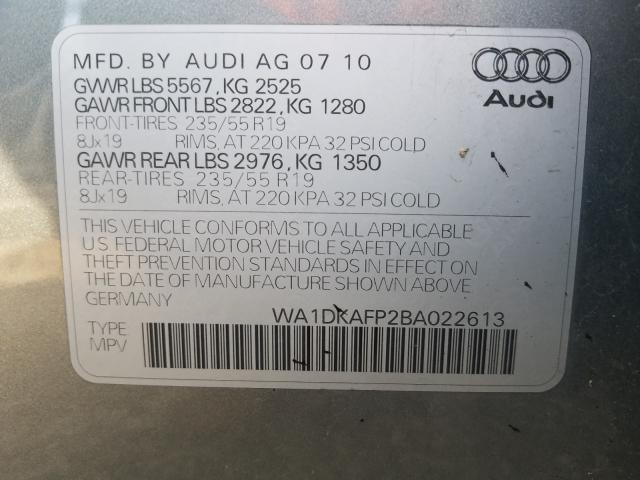 MFD. BY AUDI AG 07 10
GVWR LBS 5567, KG 2525
GAWR FRONT LBS 2822, KG 1280
FRONT-TIRES 235/55 R19
8Jx19 RIMS, AT 220 KPA 32 PSI COLD
GAWR REAR LBS 2976, KG 1350
REAR-TIRES 235/55 R19
8Jx19 RIMS, AT 220 KPA 32 PSI COLD
Audi
THIS VEHICLE CONFORMS TO ALL APPLICABLE
US FEDERAL MOTOR VEHICLE SAFETY AND
THEFT PREVENTION STANDARDS IN EFFECT ON
THE DATE OF MANUFACTURE SHOWN ABOVE
GERMANY
WA1DKAFP2BA022613
TYPE
MPV